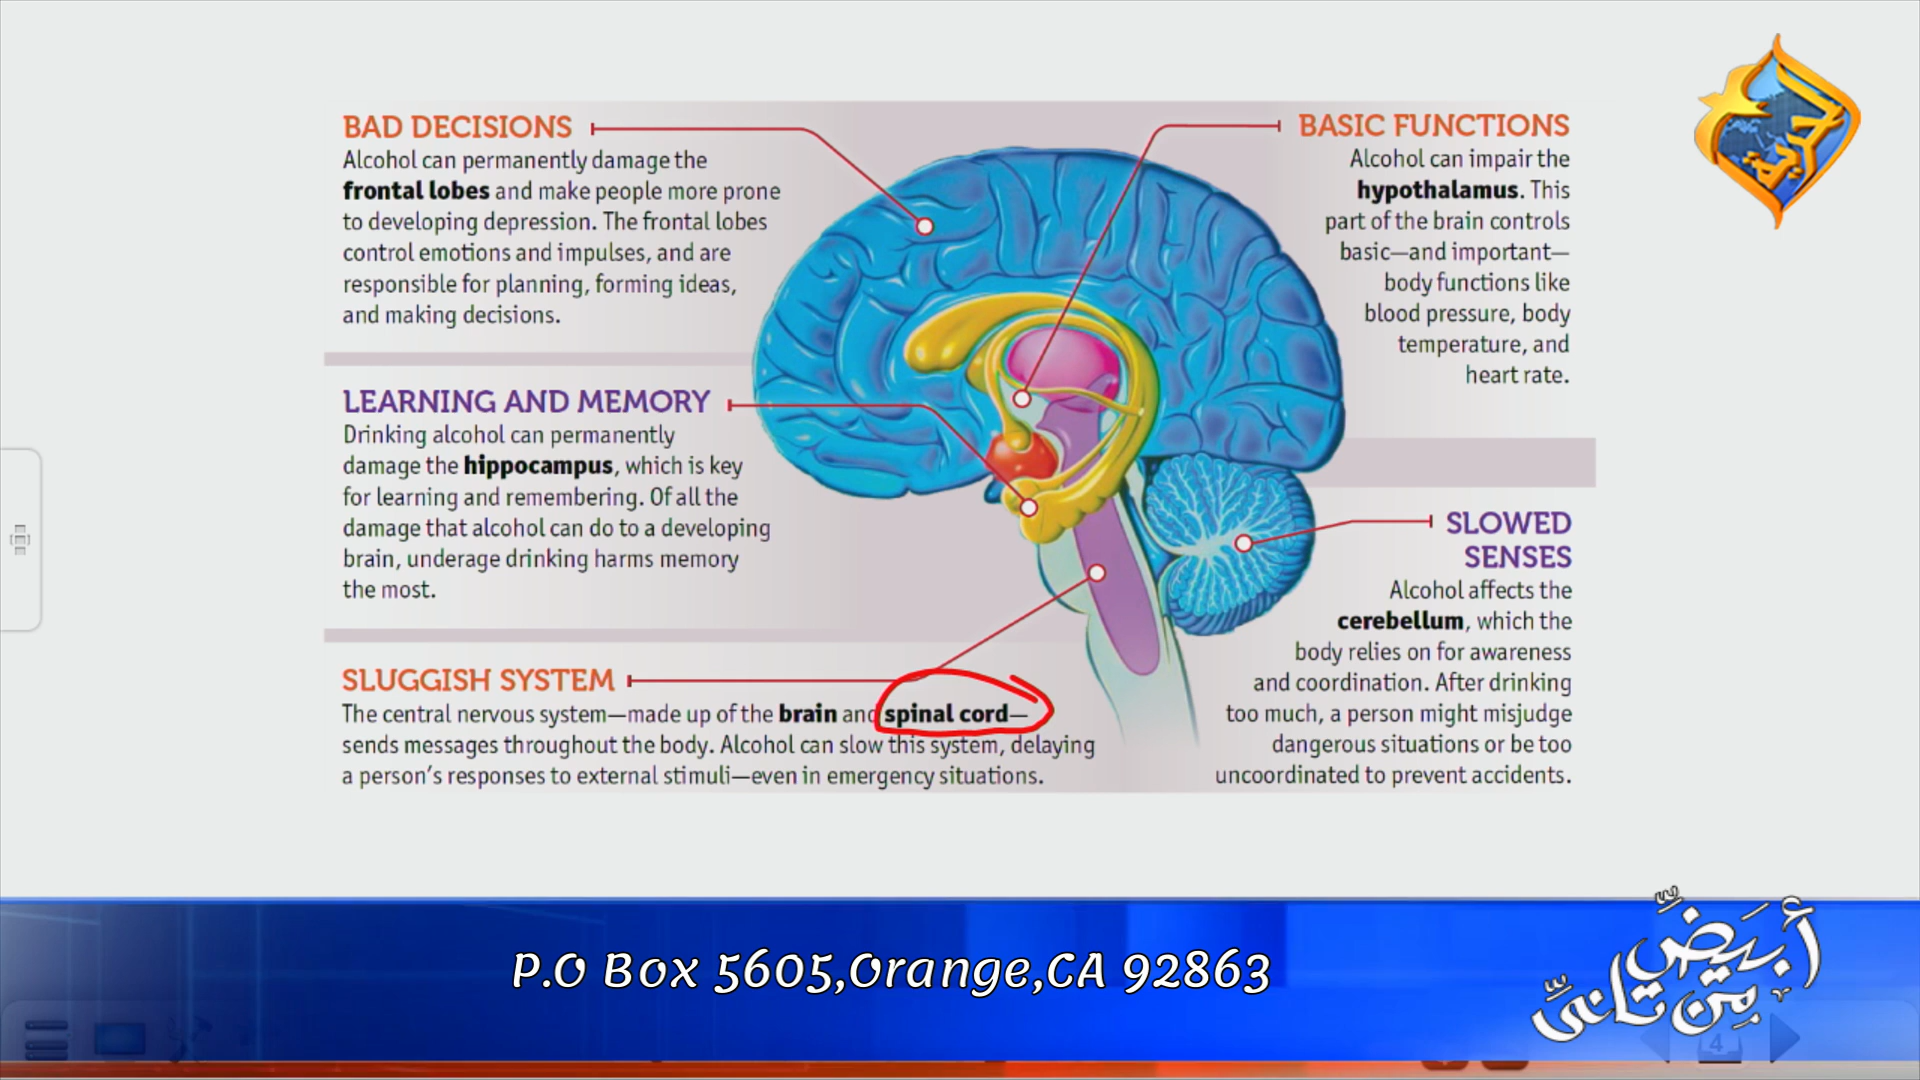 BAD DECISIONS
Alcohol can permanently damage the
frontal lobes and make people more prone
to developing depression. The frontal lobes
control emotions and impulses, and are
responsible for planning, forming ideas,
and making decisions.
LEARNING AND MEMORY
Drinking alcohol can permanently
damage the hippocampus, which is key
for learning and remembering. Of all the
damage that alcohol can do to a developing
brain, underage drinking harms memory
the most.
SLUGGISH SYSTEM
The central nervous system—made up of the brain and spinal cord—
sends messages throughout the body. Alcohol can slow this system, delaying
a person's responses to external stimuli—even in emergency situations.
BASIC FUNCTIONS
Alcohol can impair the
hypothalamus. This
part of the brain controls
basic—and important—
body functions like
blood pressure, body
temperature, and
heart rate.
SLOWED
SENSES
Alcohol affects the
cerebellum, which the
body relies on for awareness
and coordination. After drinking
too much, a person might misjudge
dangerous situations or be too
uncoordinated to prevent accidents.
الحرية
P.O Box 5605,Orange,CA 92863
أبيَضِّ
مِن تانىِّ
4